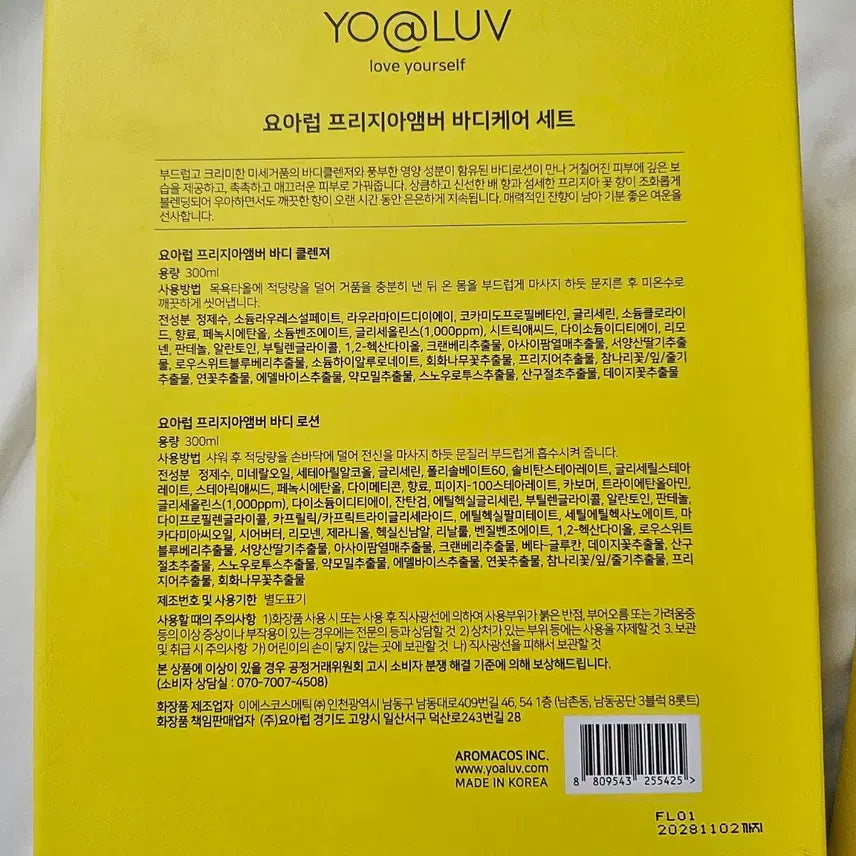 YO@LUV
love yourself
요아럽 프리지아앰버 바디케어 세트
부드럽고 크리미한 미세거품의 바디클렌저와 풍부한 영양 성분이 함유된 바디로션이 만나 거칠어진 피부에 깊은 보
습을 제공하고, 촉촉하고 매끄러운 피부로 가꿔줍니다. 상큼하고 신선한 배 향과 섬세한 프리지아 꽃 향이 조화롭게
블렌딩되어 우아하면서도 깨끗한 향이 오랜 시간 동안 은은하게 지속됩니다. 매력적인 잔향이 남아 기분 좋은 여운을
선사합니다.
요아럽 프리지아앰버 바디 클렌져
용량 300ml
사용방법 목욕타올에 적당량을 덜어 거품을 충분히 낸 뒤 온 몸을 부드럽게 마사지 하듯 문지른 후 미온수로
깨끗하게 씻어냅니다.
전성분 정제수, 소듐라우레스설페이트, 라우라마이드디이에이, 코카미도프로필베타인, 글리세린, 소듐클로라이
드, 향료, 페녹시에탄올, 소듐벤조에이트, 글리세올린스(1,000ppm), 시트릭애씨드, 다이소듐이디티에이, 리모
넨, 판테놀, 알란토인, 부틸렌글라이콜, 1,2-헥산다이올, 크랜베리추출물, 아사이팜열매추출물, 서양산딸기추출
물, 로우스위트블루베리추출물, 소듐하이알루로네이트, 회화나무꽃추출물, 프리지어추출물, 참나리꽃/잎/줄기
추출물, 연꽃추출물, 에델바이스추출물, 약모밀추출물, 스노우로투스추출물, 산구절초추출물, 데이지꽃추출물
요아럽 프리지아앰버 바디 로션
용량 300ml
사용방법 샤워 후 적당량을 손바닥에 덜어 전신을 마사지 하듯 문질러 부드럽게 흡수시켜 줍니다.
전성분 정제수, 미네랄오일, 세테아릴알코올, 글리세린, 폴리솔베이트60, 솔비탄스테아레이트, 글리세릴스테아
레이트, 스테아릭애씨드, 페녹시에탄올, 다이메티콘, 향료, 피이지-100스테아레이트, 카보머, 트라이에탄올아민,
글리세올린스(1,000ppm), 다이소듐이디티에이, 잔탄검, 에틸헥실글리세린, 부틸렌글라이콜, 알란토인, 판테놀,
다이프로필렌글라이콜, 카프릴릭/카프릭트라이글리세라이드, 에틸헥실팔미테이트, 세틸에틸헥사노에이트, 마
카다미아씨오일, 시어버터, 리모넨, 제라니올, 헥실신남알, 리날룰, 벤질벤조에이트, 1,2-헥산다이올, 로우스위트
블루베리추출물, 서양산딸기추출물, 아사이팜열매추출물, 크랜베리추출물, 베타-글루칸, 데이지꽃추출물, 산구
절초추출물, 스노우로투스추출물, 약모밀추출물, 에델바이스추출물, 연꽃추출물, 참나리꽃/잎/줄기추출물, 프리
지어추출물, 회화나무꽃추출물
제조번호 및 사용기한 별도표기
사용할 때의 주의사항 1)화장품 사용 시 또는 사용 후 직사광선에 의하여 사용부위가 붉은 반점, 부어오름 또는 가려움증
등의 이상 증상이나 부작용이 있는 경우에는 전문의 등과 상담할 것 2) 상처가 있는 부위 등에는 사용을 자제할 것 3. 보관
및 취급 시 주의사항 가) 어린이의 손이 닿지 않는 곳에 보관할 것 나) 직사광선을 피해서 보관할 것
본 상품에 이상이 있을 경우 공정거래위원회 고시 소비자 분쟁 해결 기준에 의해 보상해드립니다.
(소비자 상담실 : 070-7007-4508)
화장품 제조업자 이에스코스메틱㈜ 인천광역시 남동구 남동대로409번길 46, 54 1층 (남촌동, 남동공단 3블럭 8롯트)
화장품 책임판매업자 (주)요아럽 경기도 고양시 일산서구 덕산로243번길 28
AROMACOS INC.
www.yoaluv.com
MADE IN KOREA
8 809543 255425 >
FL01
20281102까지